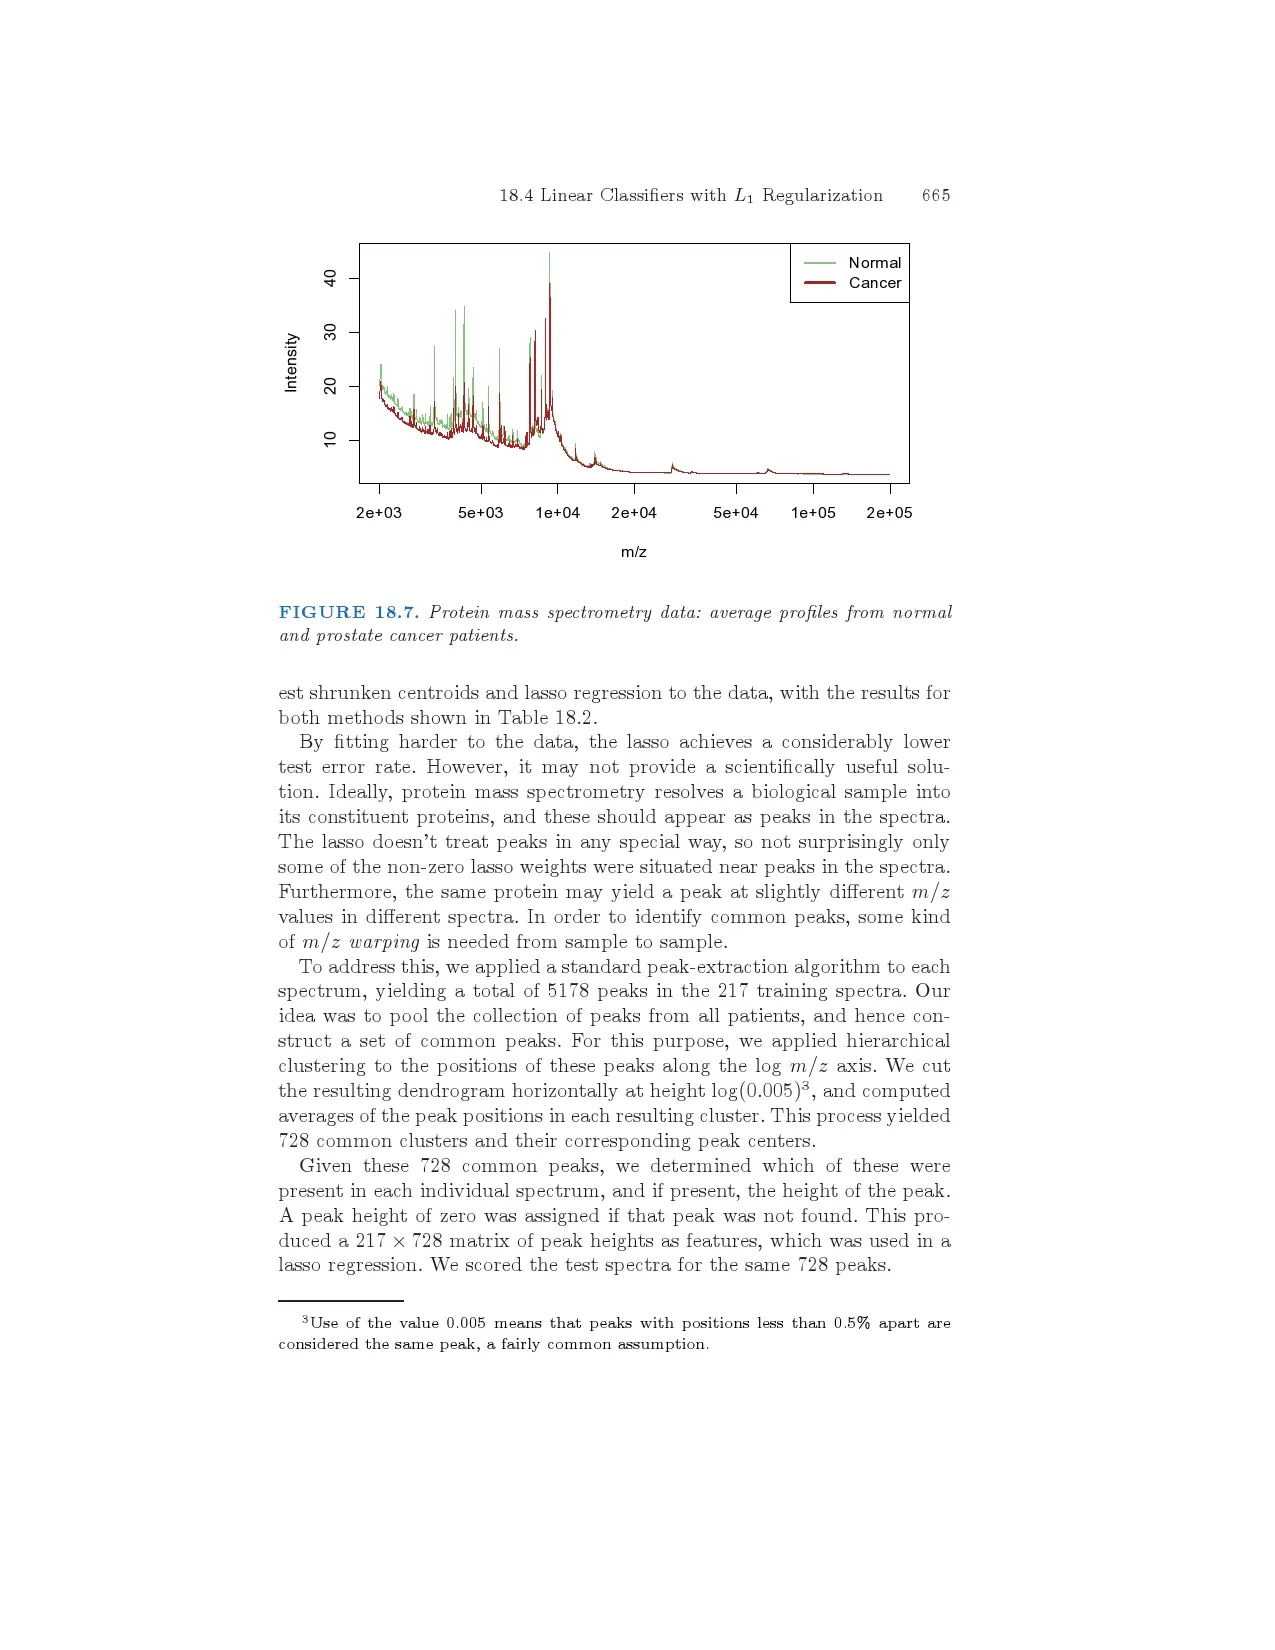 18.4 Linear Classifiers with L₁ Regularization 665
Normal
Cancer
Intensity
40
30
20
10
2e+03 5e+03 1e+04 2e+04 5e+04 1e+05 2e+05
m/z
FIGURE 18.7. Protein mass spectrometry data: average profiles from normal
and prostate cancer patients.
est shrunken centroids and lasso regression to the data, with the results for
both methods shown in Table 18.2.
By fitting harder to the data, the lasso achieves a considerably lower
test error rate. However, it may not provide a scientifically useful solu-
tion. Ideally, protein mass spectrometry resolves a biological sample into
its constituent proteins, and these should appear as peaks in the spectra.
The lasso doesn't treat peaks in any special way, so not surprisingly only
some of the non-zero lasso weights were situated near peaks in the spectra.
Furthermore, the same protein may yield a peak at slightly different m/z
values in different spectra. In order to identify common peaks, some kind
of m/z warping is needed from sample to sample.
To address this, we applied a standard peak-extraction algorithm to each
spectrum, yielding a total of 5178 peaks in the 217 training spectra. Our
idea was to pool the collection of peaks from all patients, and hence con-
struct a set of common peaks. For this purpose, we applied hierarchical
clustering to the positions of these peaks along the log m/z axis. We cut
the resulting dendrogram horizontally at height log(0.005)³, and computed
averages of the peak positions in each resulting cluster. This process yielded
728 common clusters and their corresponding peak centers.
Given these 728 common peaks, we determined which of these were
present in each individual spectrum, and if present, the height of the peak.
A peak height of zero was assigned if that peak was not found. This pro-
duced a 217 × 728 matrix of peak heights as features, which was used in a
lasso regression. We scored the test spectra for the same 728 peaks.
³Use of the value 0.005 means that peaks with positions less than 0.5% apart are
considered the same peak, a fairly common assumption.